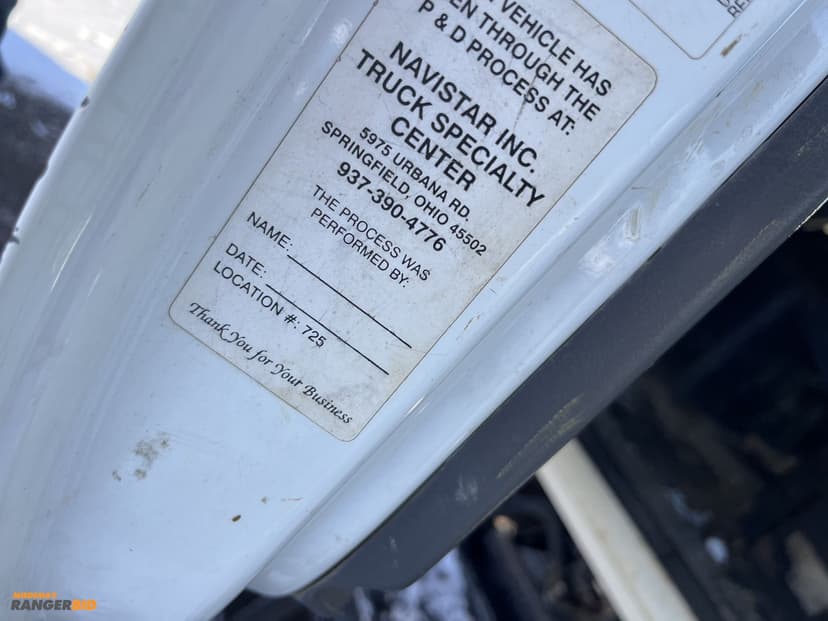 VEHICLE HAS
EN THROUGH THE
P & D PROCESS AT:
NAVISTAR INC.
TRUCK SPECIALTY
CENTER
5975 URBANA RD.
SPRINGFIELD, OHIO 45502
937-390-4776
THE PROCESS WAS
PERFORMED BY:
NAME:
DATE:
LOCATION #: 725
Thank You for Your Business
RANGERBID